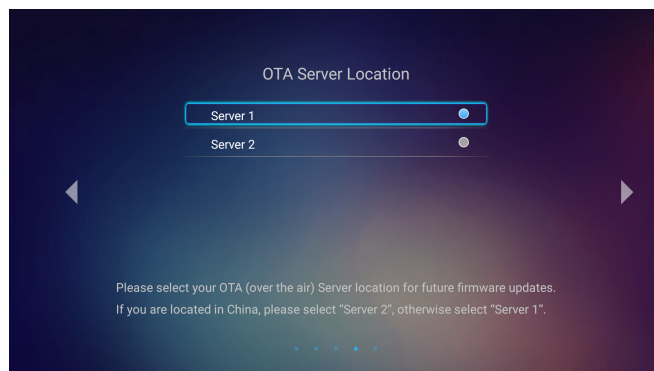 OTA Server Location
Server 1
Server 2
Please select your OTA (over the air) Server location for future firmware updates.
If you are located in China, please select “Server 2”, otherwise select “Server 1”.